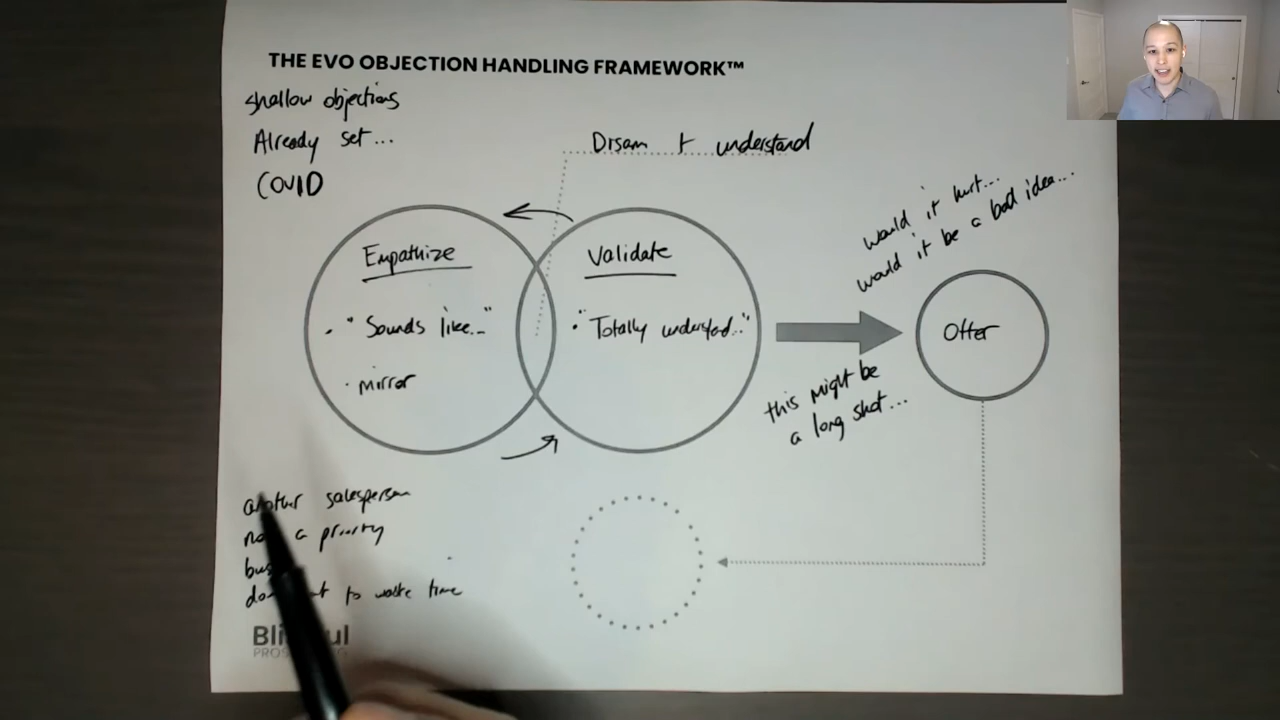 THE EVO OBJECTION HANDLING FRAMEWORK™
shallow objections
Already set...
COVID
Disarm + understand
would it hurt...
would it be a bad idea...
Empathize
• "Sounds like..."
• mirror
Validate
• "Totally understand.."
Offer
this might be
a long shot...
another salesperson
a priority
to waste time